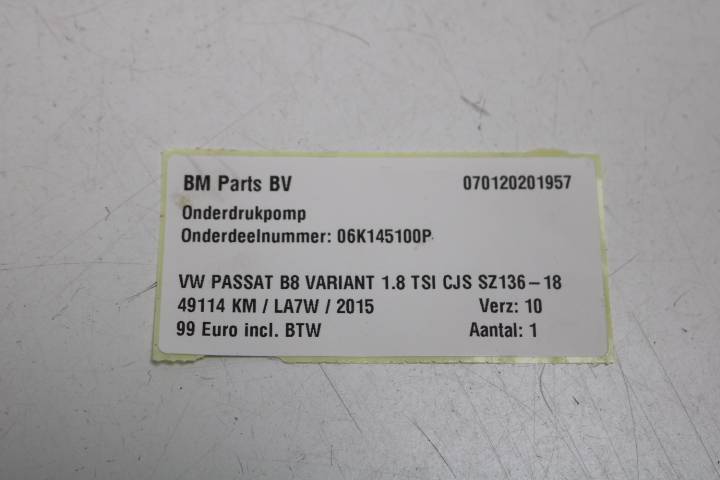 BM Parts BV 070120201957
Onderdrukpomp
Onderdeelnummer: 06K145100P
VW PASSAT B8 VARIANT 1.8 TSI CJS SZ136-18
49114 KM / LA7W / 2015 Verz: 10
99 Euro incl. BTW Aantal: 1